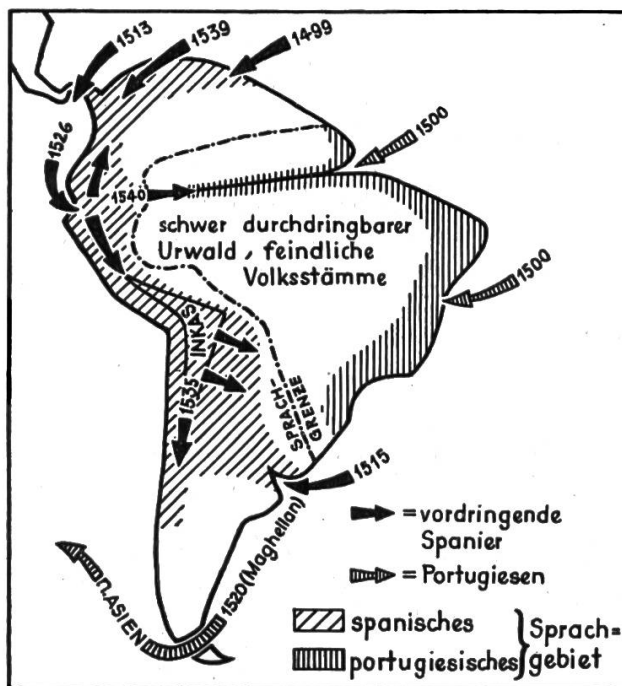 1513
1539
1499
1526
1500
1540
schwer durchdringbarer
Urwald, feindliche
Volksstämme
1500
INKAS
1535
SPRACH-
GRENZE
1515
1520 (Maghellan)
n. ASIEN
= vordringende
Spanier
= Portugiesen
spanisches
portugiesisches
Sprach=
gebiet